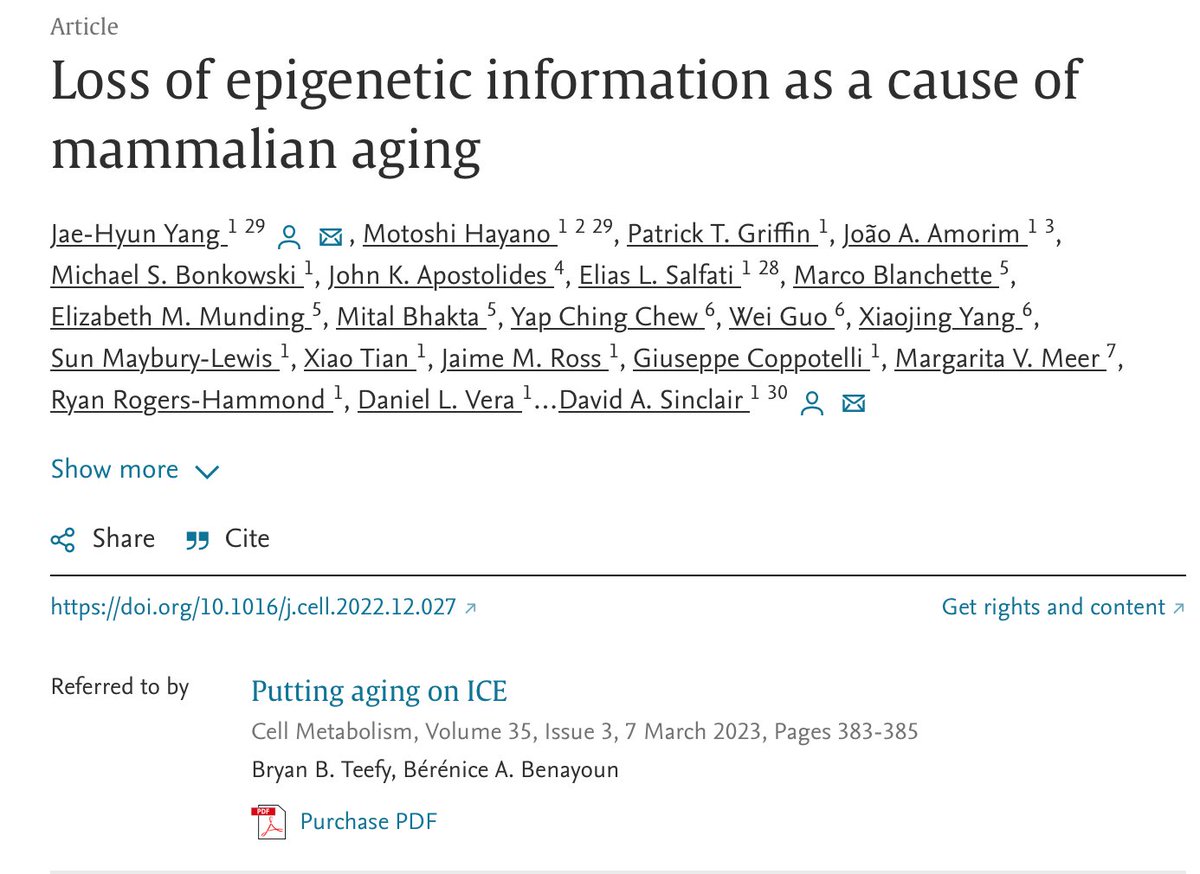 Article
Loss of epigenetic information as a cause of
mammalian aging
Jae-Hyun Yang 1 29 , Motoshi Hayano 1 2 29, Patrick T. Griffin 1, João A. Amorim 1 3,
Michael S. Bonkowski 1, John K. Apostolides 4, Elias L. Salfati 1 28, Marco Blanchette 5,
Elizabeth M. Munding 5, Mital Bhakta 5, Yap Ching Chew 6, Wei Guo 6, Xiaojing Yang 6,
Sun Maybury-Lewis 1, Xiao Tian 1, Jaime M. Ross 1, Giuseppe Coppotelli 1, Margarita V. Meer 7,
Ryan Rogers-Hammond 1, Daniel L. Vera 1…David A. Sinclair 1 30
Show more
Share Cite
https://doi.org/10.1016/j.cell.2022.12.027 Get rights and content
Referred to by Putting aging on ICE
Cell Metabolism, Volume 35, Issue 3, 7 March 2023, Pages 383-385
Bryan B. Teefy, Bérénice A. Benayoun
PDF Purchase PDF